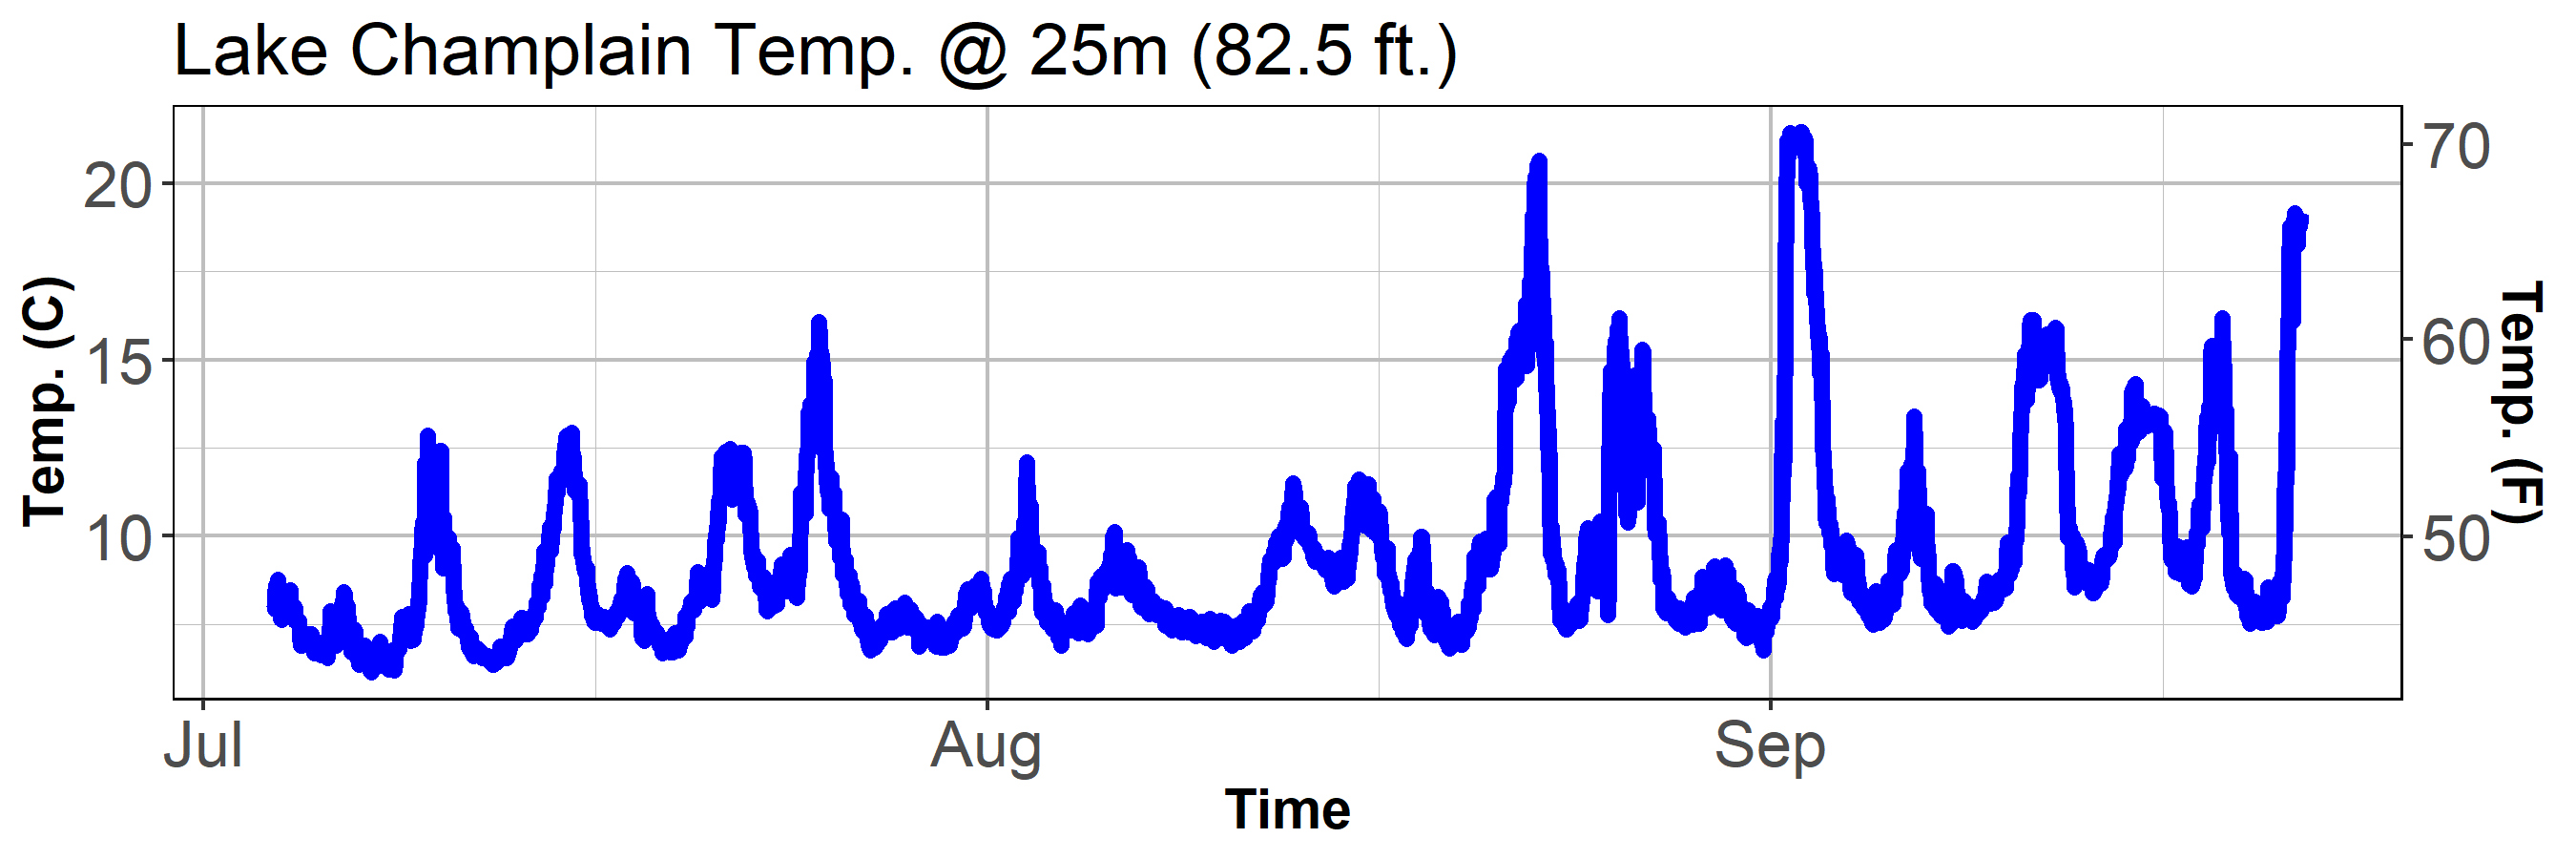 Lake Champlain Temp. @ 25m (82.5 ft.)
Temp. (C)
20
15
10
70
60
50
Temp. (F)
Jul Aug Sep
Time